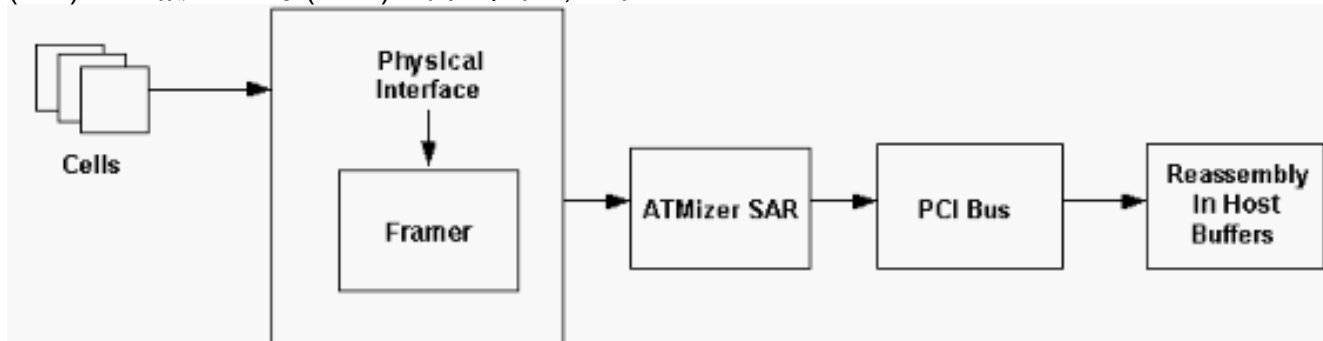 Physical
Interface
Cells
Framer
ATMizer SAR
PCI Bus
Reassembly
In Host
Buffers